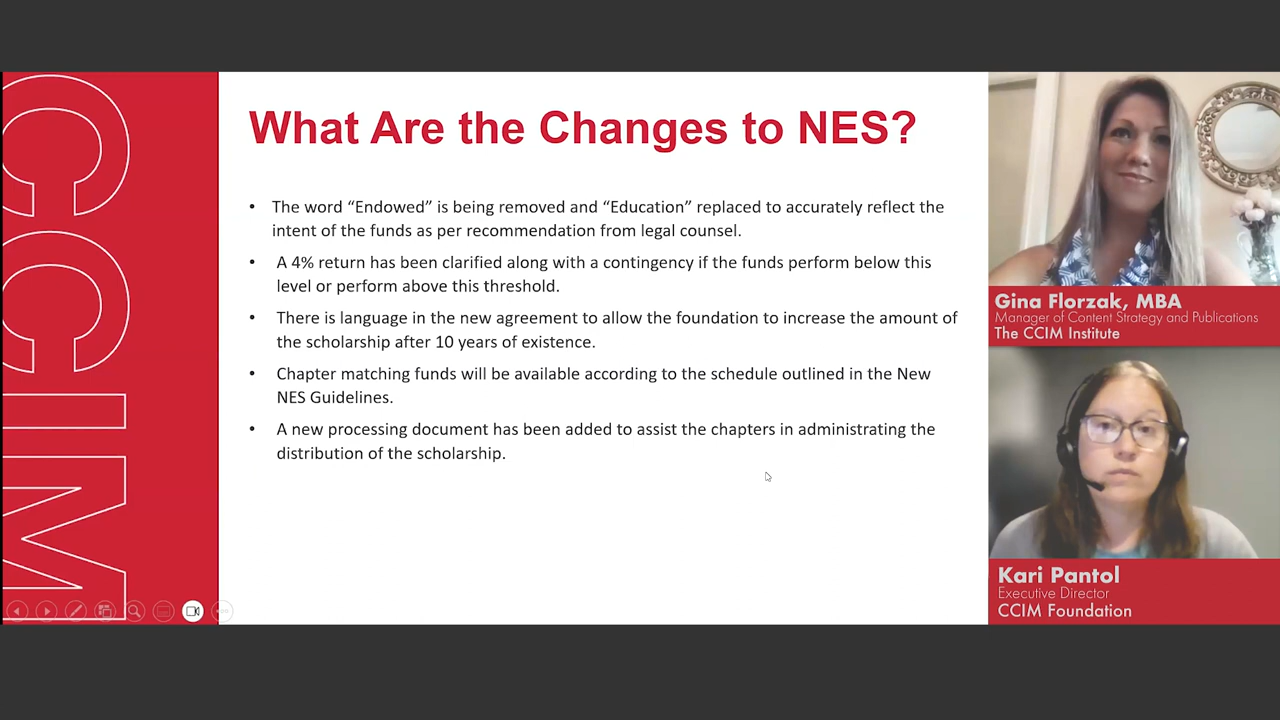 CCIM
What Are the Changes to NES?
• The word “Endowed” is being removed and “Education” replaced to accurately reflect the
intent of the funds as per recommendation from legal counsel.
• A 4% return has been clarified along with a contingency if the funds perform below this
level or perform above this threshold.
• There is language in the new agreement to allow the foundation to increase the amount of
the scholarship after 10 years of existence.
• Chapter matching funds will be available according to the schedule outlined in the New
NES Guidelines.
• A new processing document has been added to assist the chapters in administrating the
distribution of the scholarship.
Gina Florzak, MBA
Manager of Content Strategy and Publications
The CCIM Institute
Kari Pantol
Executive Director
CCIM Foundation